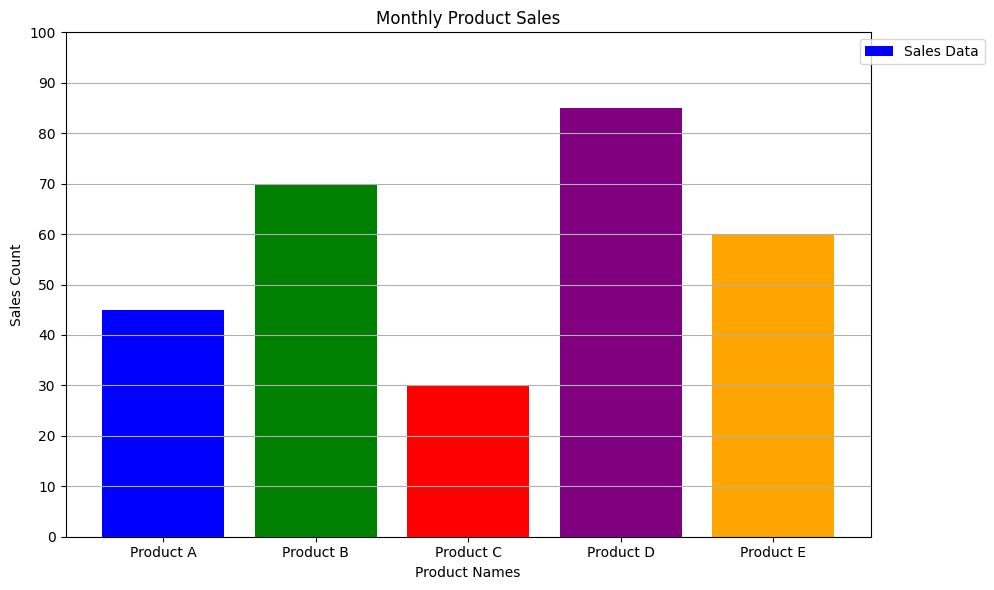 Monthly Product Sales
Sales Data
100
90
80
70
60
50
40
30
20
10
0
Sales Count
Product A
Product B
Product C
Product D
Product E
Product Names